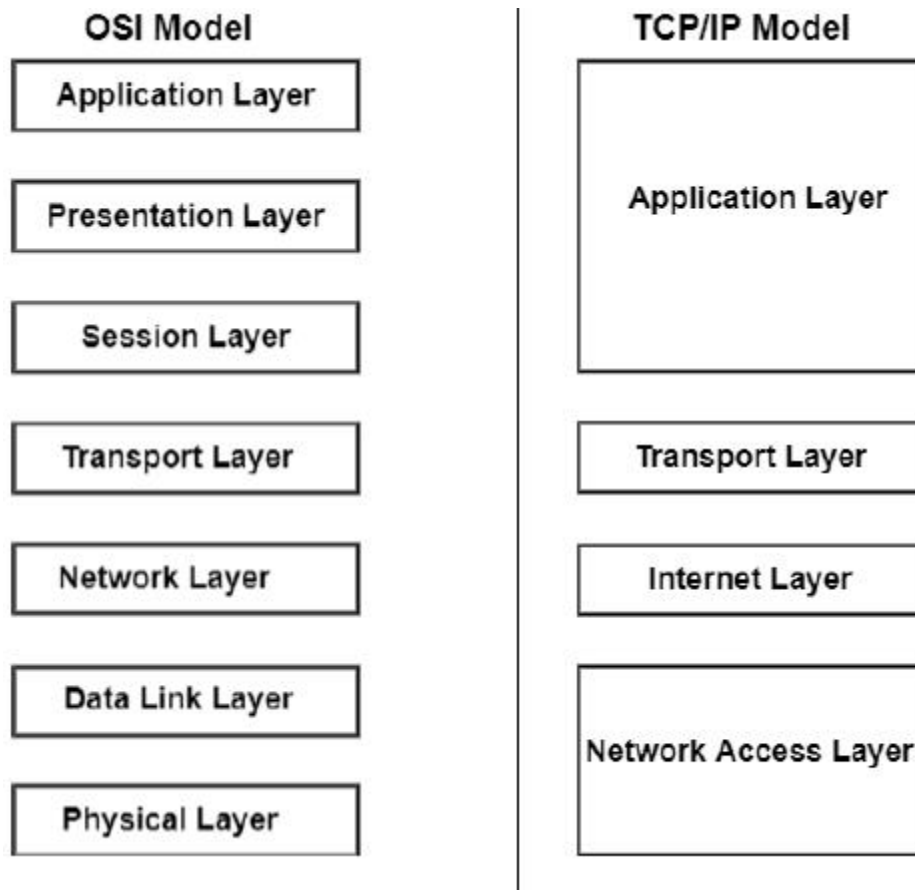 OSI Model
Application Layer
Presentation Layer
Session Layer
Transport Layer
Network Layer
Data Link Layer
Physical Layer
TCP/IP Model
Application Layer
Transport Layer
Internet Layer
Network Access Layer